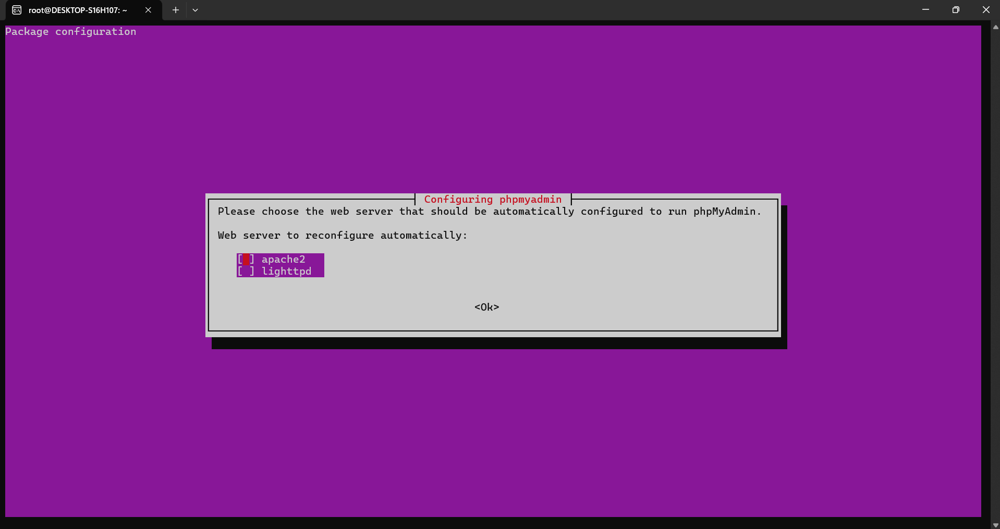 root@DESKTOP-S16H107: ~
Package configuration
Configuring phpmyadmin
Please choose the web server that should be automatically configured to run phpMyAdmin.
Web server to reconfigure automatically:
[ ] apache2
[ ] lighttpd
<Ok>